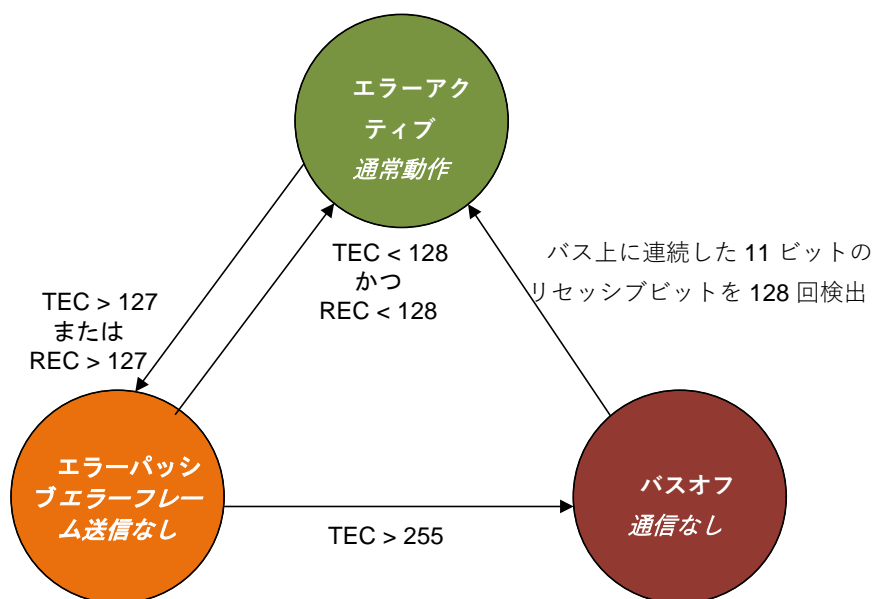 エラーアク
ティブ
通常動作
TEC < 128
かつ
REC < 128
バス上に連続した 11 ビットの
リセッシブビットを 128 回検出
TEC > 127
または
REC > 127
エラーパッシ
ブエラーフレー
ム送信なし
TEC > 255
バスオフ
通信なし